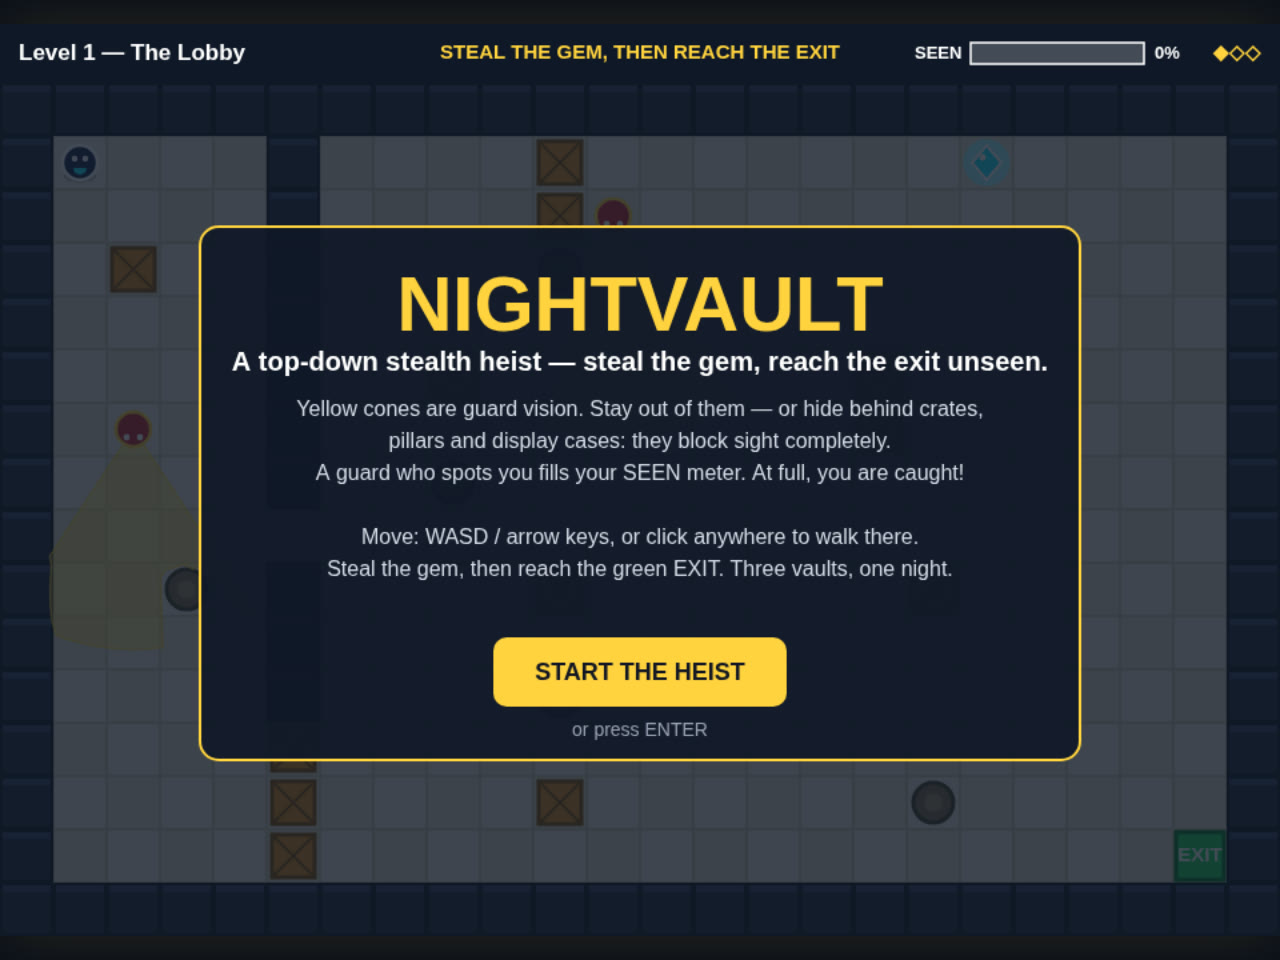 Level 1 — The Lobby
STEAL THE GEM, THEN REACH THE EXIT
SEEN 0%
NIGHTVAULT
A top-down stealth heist — steal the gem, reach the exit unseen.
Yellow cones are guard vision. Stay out of them — or hide behind crates,
pillars and display cases: they block sight completely.
A guard who spots you fills your SEEN meter. At full, you are caught!
Move: WASD / arrow keys, or click anywhere to walk there.
Steal the gem, then reach the green EXIT. Three vaults, one night.
START THE HEIST
or press ENTER
EXIT